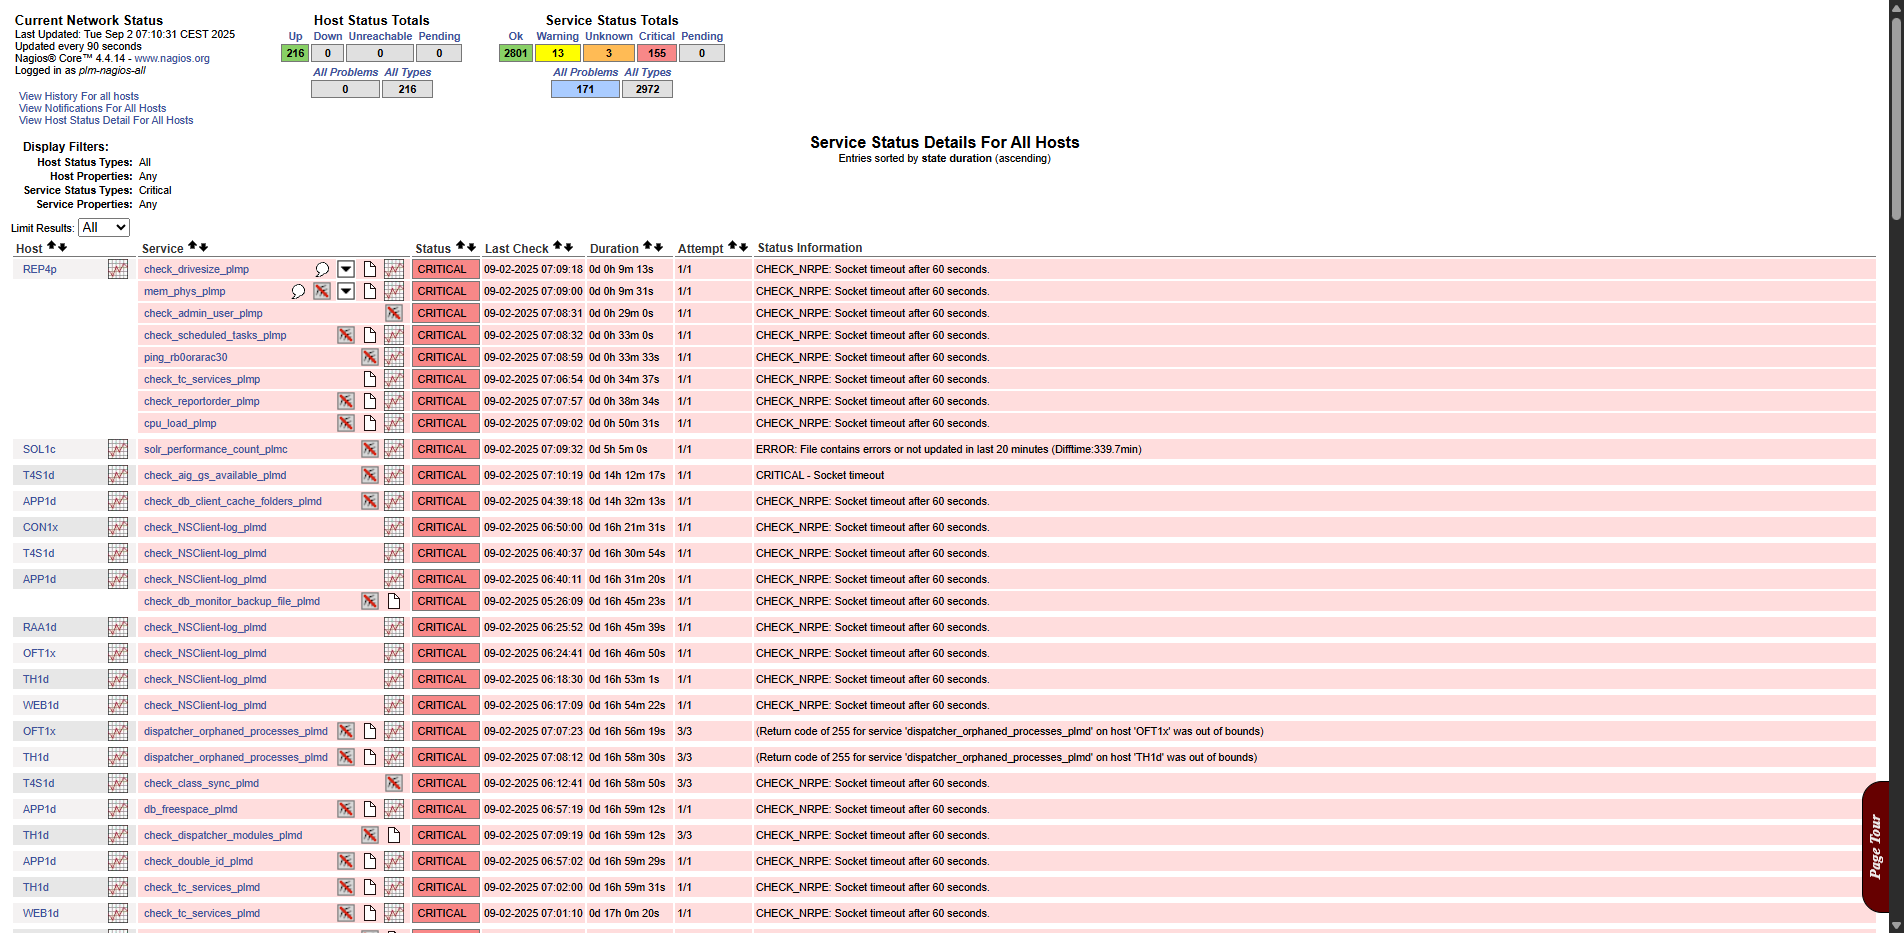 Current Network Status
Last Updated: Tue Sep 2 07:10:31 CEST 2025
Updated every 90 seconds
Nagios® Core™ 4.4.14 - www.nagios.org
Logged in as plm-nagios-all
View History For all hosts
View Notifications For All Hosts
View Host Status Detail For All Hosts
Host Status Totals
Up Down Unreachable Pending
216 0 0 0
All Problems All Types
0 216
Service Status Totals
Ok Warning Unknown Critical Pending
2801 13 3 155 0
All Problems All Types
171 2972
Display Filters:
Host Status Types: All
Host Properties: Any
Service Status Types: Critical
Service Properties: Any
Service Status Details For All Hosts
Entries sorted by state duration (ascending)
Limit Results: All
Host Service Status Last Check Duration Attempt Status Information
REP4p check_drivesize_plmp CRITICAL 09-02-2025 07:09:18 0d 0h 9m 13s 1/1 CHECK_NRPE: Socket timeout after 60 seconds.
mem_phys_plmp CRITICAL 09-02-2025 07:09:00 0d 0h 9m 31s 1/1 CHECK_NRPE: Socket timeout after 60 seconds.
check_admin_user_plmp CRITICAL 09-02-2025 07:08:31 0d 0h 29m 0s 1/1 CHECK_NRPE: Socket timeout after 60 seconds.
check_scheduled_tasks_plmp CRITICAL 09-02-2025 07:08:32 0d 0h 33m 0s 1/1 CHECK_NRPE: Socket timeout after 60 seconds.
ping_rb0orarac30 CRITICAL 09-02-2025 07:08:59 0d 0h 33m 33s 1/1 CHECK_NRPE: Socket timeout after 60 seconds.
check_tc_services_plmp CRITICAL 09-02-2025 07:06:54 0d 0h 34m 37s 1/1 CHECK_NRPE: Socket timeout after 60 seconds.
check_reportorder_plmp CRITICAL 09-02-2025 07:07:57 0d 0h 38m 34s 1/1 CHECK_NRPE: Socket timeout after 60 seconds.
cpu_load_plmp CRITICAL 09-02-2025 07:09:02 0d 0h 50m 31s 1/1 CHECK_NRPE: Socket timeout after 60 seconds.
SOL1c solr_performance_count_plmc CRITICAL 09-02-2025 07:09:32 0d 5h 5m 0s 1/1 ERROR: File contains errors or not updated in last 20 minutes (Difftime:339.7min)
T4S1d check_aig_gs_available_plmd CRITICAL 09-02-2025 07:10:19 0d 14h 12m 17s 1/1 CRITICAL - Socket timeout
APP1d check_db_client_cache_folders_plmd CRITICAL 09-02-2025 04:39:18 0d 14h 32m 13s 1/1 CHECK_NRPE: Socket timeout after 60 seconds.
CON1x check_NSClient-log_plmd CRITICAL 09-02-2025 06:50:00 0d 16h 21m 31s 1/1 CHECK_NRPE: Socket timeout after 60 seconds.
T4S1d check_NSClient-log_plmd CRITICAL 09-02-2025 06:40:37 0d 16h 30m 54s 1/1 CHECK_NRPE: Socket timeout after 60 seconds.
APP1d check_NSClient-log_plmd CRITICAL 09-02-2025 06:40:11 0d 16h 31m 20s 1/1 CHECK_NRPE: Socket timeout after 60 seconds.
check_db_monitor_backup_file_plmd CRITICAL 09-02-2025 05:26:09 0d 16h 45m 23s 1/1 CHECK_NRPE: Socket timeout after 60 seconds.
RAA1d check_NSClient-log_plmd CRITICAL 09-02-2025 06:25:52 0d 16h 45m 39s 1/1 CHECK_NRPE: Socket timeout after 60 seconds.
OFT1x check_NSClient-log_plmd CRITICAL 09-02-2025 06:24:41 0d 16h 46m 50s 1/1 CHECK_NRPE: Socket timeout after 60 seconds.
TH1d check_NSClient-log_plmd CRITICAL 09-02-2025 06:18:30 0d 16h 53m 1s 1/1 CHECK_NRPE: Socket timeout after 60 seconds.
WEB1d check_NSClient-log_plmd CRITICAL 09-02-2025 06:17:09 0d 16h 54m 22s 1/1 CHECK_NRPE: Socket timeout after 60 seconds.
OFT1x dispatcher_orphaned_processes_plmd CRITICAL 09-02-2025 07:07:23 0d 16h 56m 19s 3/3 (Return code of 255 for service 'dispatcher_orphaned_processes_plmd' on host 'OFT1x' was out of bounds)
TH1d dispatcher_orphaned_processes_plmd CRITICAL 09-02-2025 07:08:12 0d 16h 58m 30s 3/3 (Return code of 255 for service 'dispatcher_orphaned_processes_plmd' on host 'TH1d' was out of bounds)
T4S1d check_class_sync_plmd CRITICAL 09-02-2025 06:12:41 0d 16h 58m 50s 3/3 CHECK_NRPE: Socket timeout after 60 seconds.
APP1d db_freespace_plmd CRITICAL 09-02-2025 06:57:19 0d 16h 59m 12s 1/1 CHECK_NRPE: Socket timeout after 60 seconds.
TH1d check_dispatcher_modules_plmd CRITICAL 09-02-2025 07:09:19 0d 16h 59m 12s 3/3 CHECK_NRPE: Socket timeout after 60 seconds.
APP1d check_double_id_plmd CRITICAL 09-02-2025 06:57:02 0d 16h 59m 29s 1/1 CHECK_NRPE: Socket timeout after 60 seconds.
TH1d check_tc_services_plmd CRITICAL 09-02-2025 07:02:00 0d 16h 59m 31s 1/1 CHECK_NRPE: Socket timeout after 60 seconds.
WEB1d check_tc_services_plmd CRITICAL 09-02-2025 07:01:10 0d 17h 0m 20s 1/1 CHECK_NRPE: Socket timeout after 60 seconds.
Page Tour